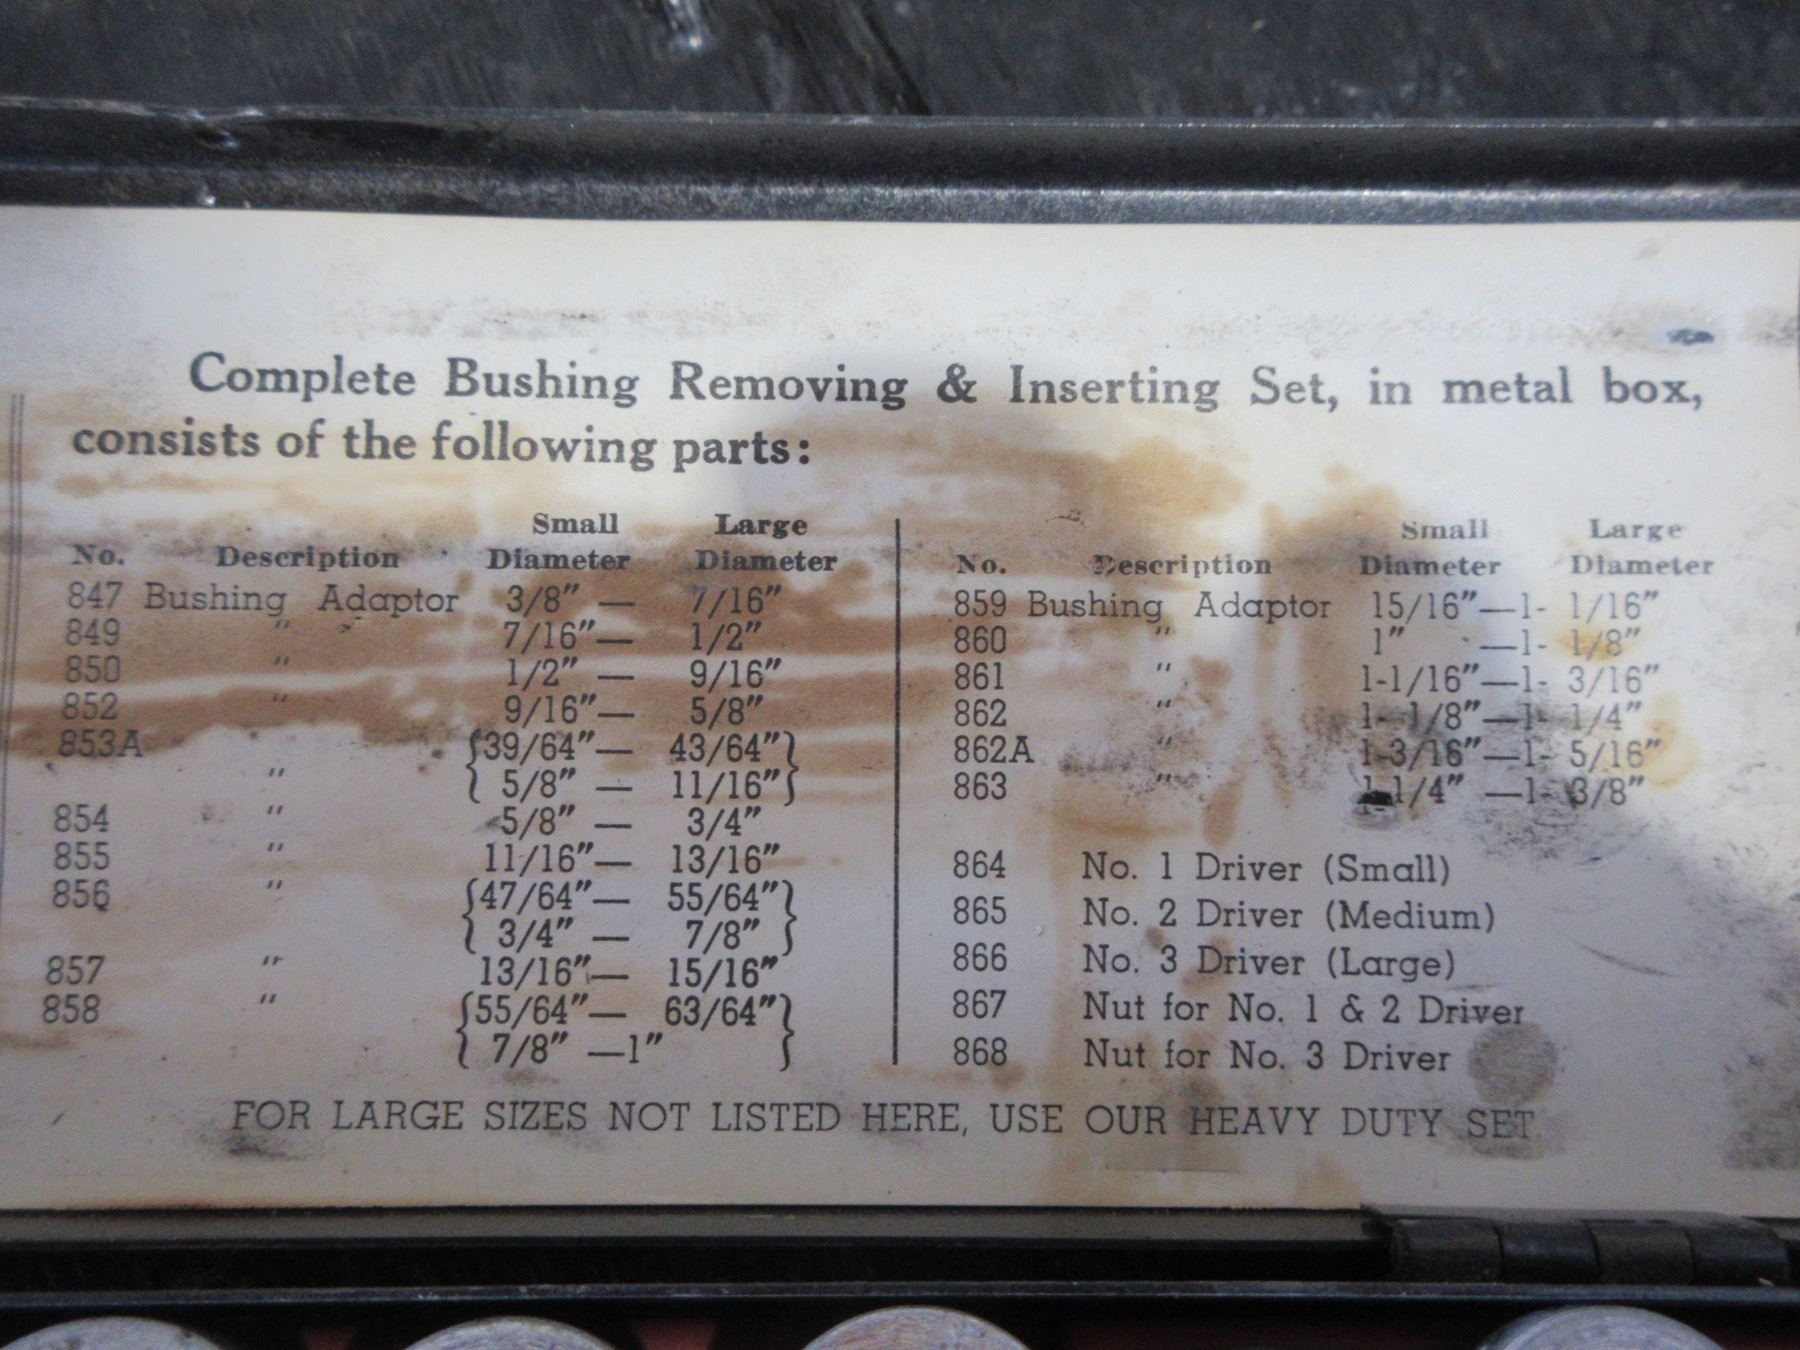 Complete Bushing Removing & Inserting Set, in metal box,
consists of the following parts:
No. Description Small Diameter Large Diameter
847 Bushing Adaptor 3/8" — 7/16"
849 " 7/16" — 1/2"
850 " 1/2" — 9/16"
852 " 9/16" — 5/8"
853A {39/64" — 43/64"}
" { 5/8" — 11/16"}
854 " 5/8" — 3/4"
855 " 11/16" — 13/16"
856 " {47/64" — 55/64"}
{ 3/4" — 7/8" }
857 " 13/16" — 15/16"
858 " {55/64" — 63/64"}
{ 7/8" —1" }
No. Description Small Diameter Large Diameter
859 Bushing Adaptor 15/16"—1- 1/16"
860 " 1" —1- 1/8"
861 " 1-1/16"—1- 3/16"
862 " 1- 1/8"—1- 1/4"
862A " 1-3/16"—1- 5/16"
863 " 1-1/4" —1- 3/8"
864 No. 1 Driver (Small)
865 No. 2 Driver (Medium)
866 No. 3 Driver (Large)
867 Nut for No. 1 & 2 Driver
868 Nut for No. 3 Driver
FOR LARGE SIZES NOT LISTED HERE, USE OUR HEAVY DUTY SET